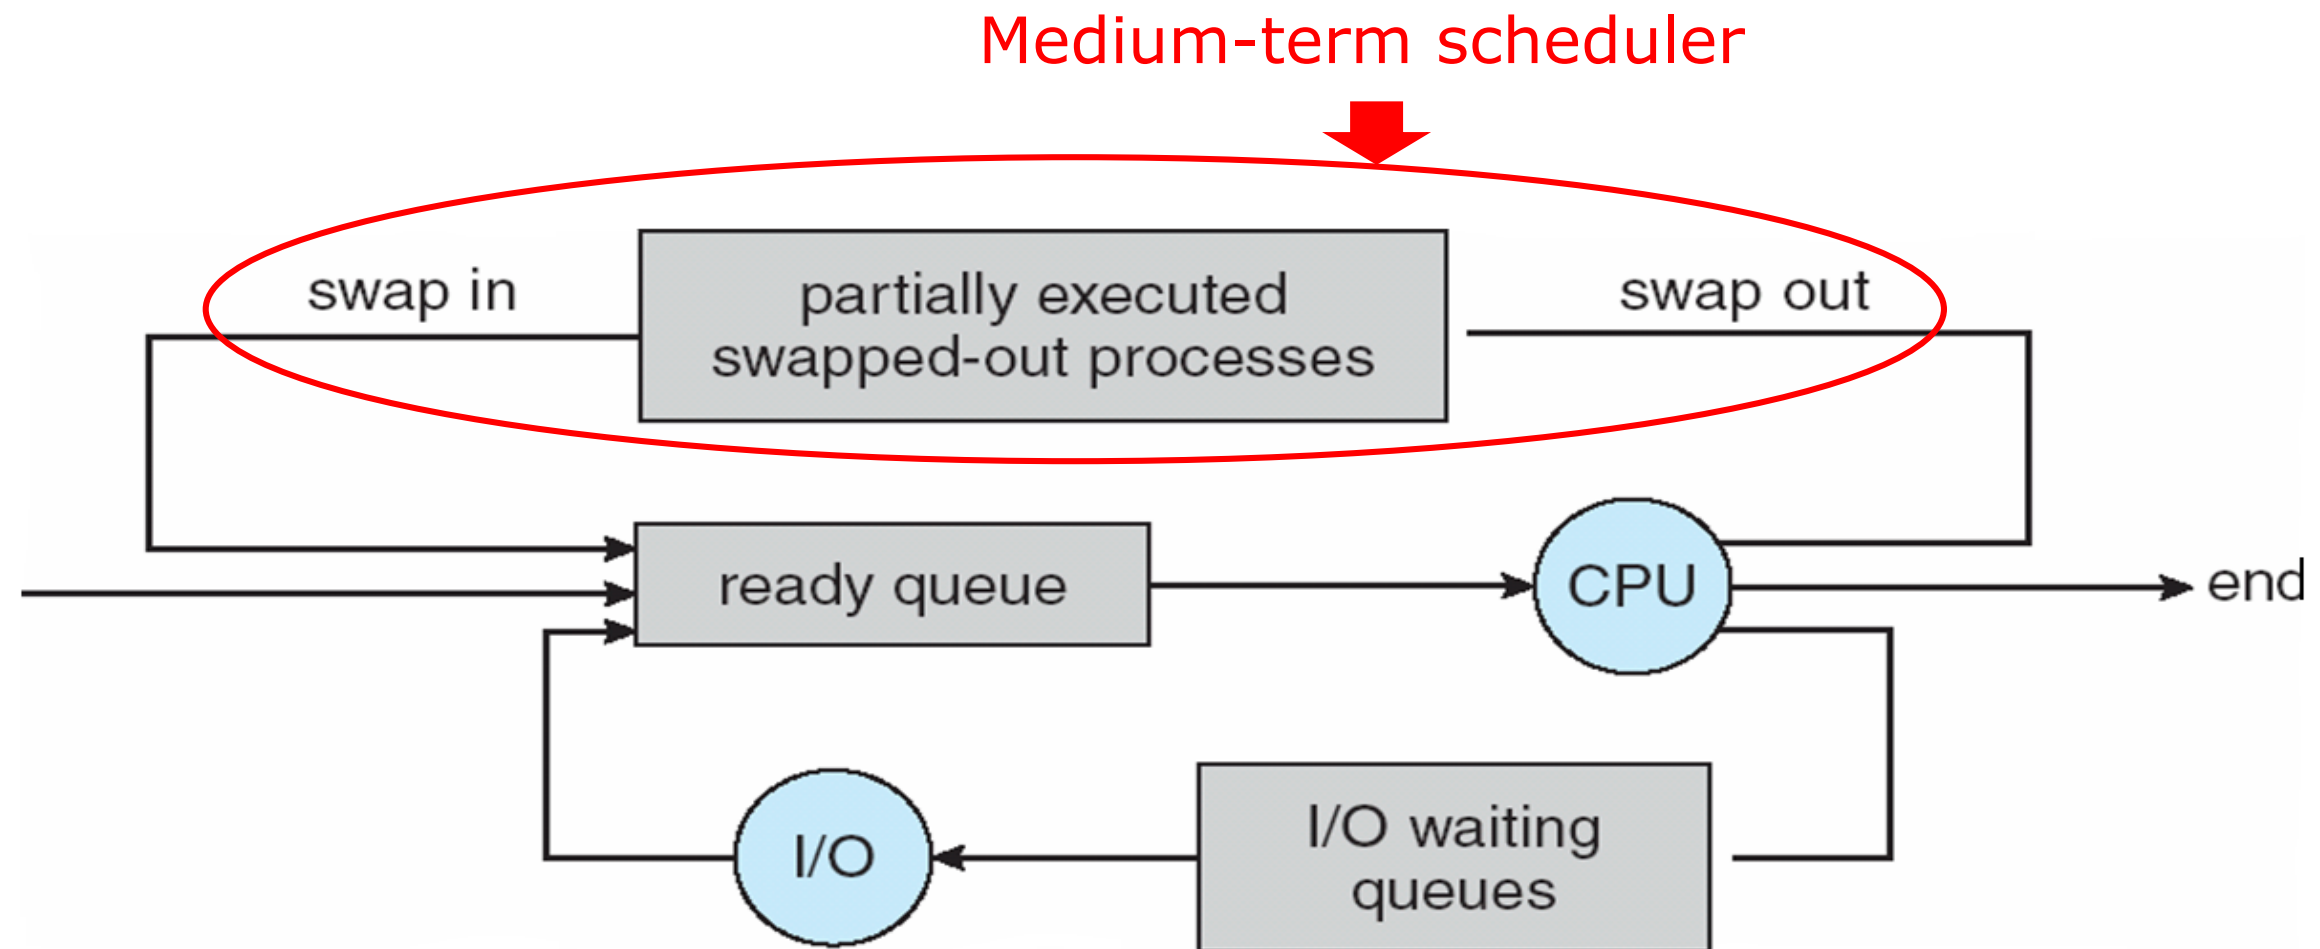 Medium-term scheduler
swap in
partially executed
swapped-out processes
swap out
ready queue
CPU
end
I/O
I/O waiting
queues